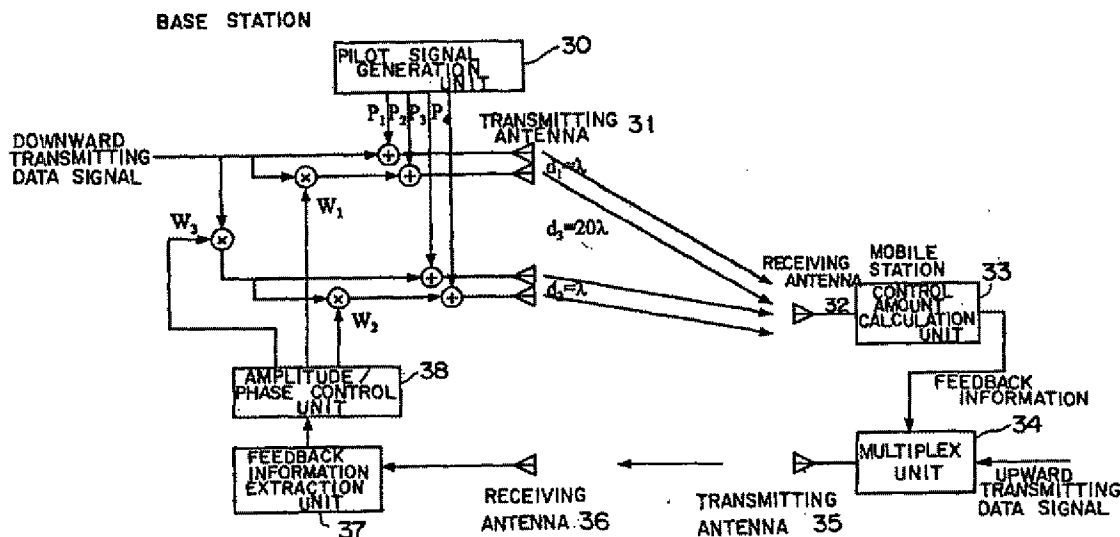 BASE STATION
30
PILOT SIGNAL
GENERATION
UNIT
P1 P2 P3 P4
TRANSMITTING
ANTENNA 31
DOWNWARD
TRANSMITTING
DATA SIGNAL
+
+
d1=λ
×
W1
W3
×
d3=20λ
MOBILE
STATION
33
RECEIVING
ANTENNA
32
CONTROL
AMOUNT
CALCULATION
UNIT
+
+
×
W2
AMPLITUDE/
PHASE CONTROL
UNIT
38
FEEDBACK
INFORMATION
34
MULTIPLEX
UNIT
FEEDBACK
INFORMATION
EXTRACTION
UNIT
37
RECEIVING
ANTENNA 36
TRANSMITTING
ANTENNA 35
UPWARD
TRANSMITTING
DATA SIGNAL